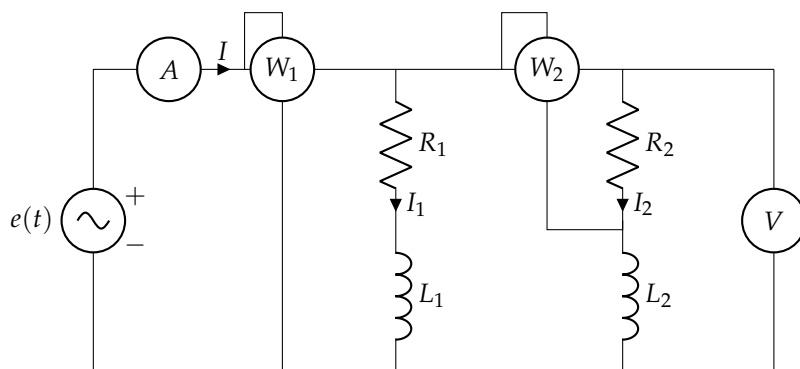 A
I
W₁
W₂
R₁
R₂
e(t)
+
−
I₁
I₂
V
L₁
L₂